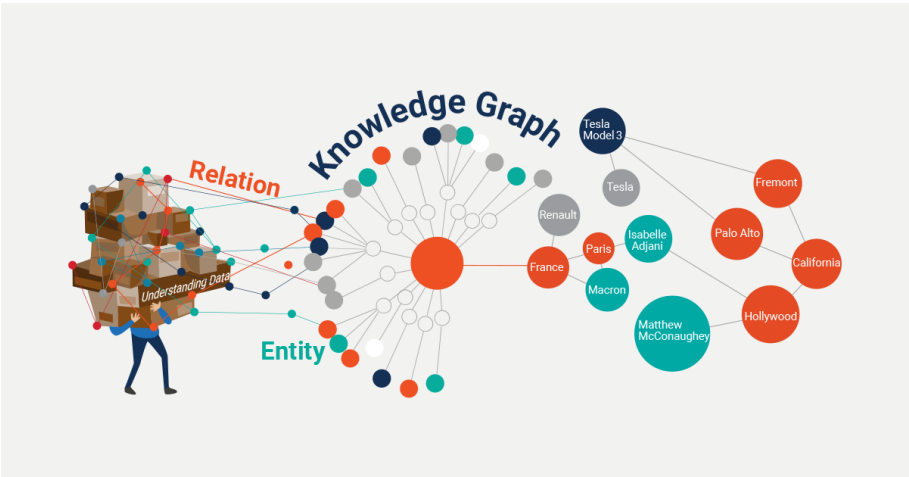 Knowledge Graph
Relation
Understanding Data
Entity
Tesla
Model 3
Tesla
Renault
France
Paris
Macron
Isabelle
Adjani
Matthew
McConaughey
Fremont
Palo Alto
California
Hollywood